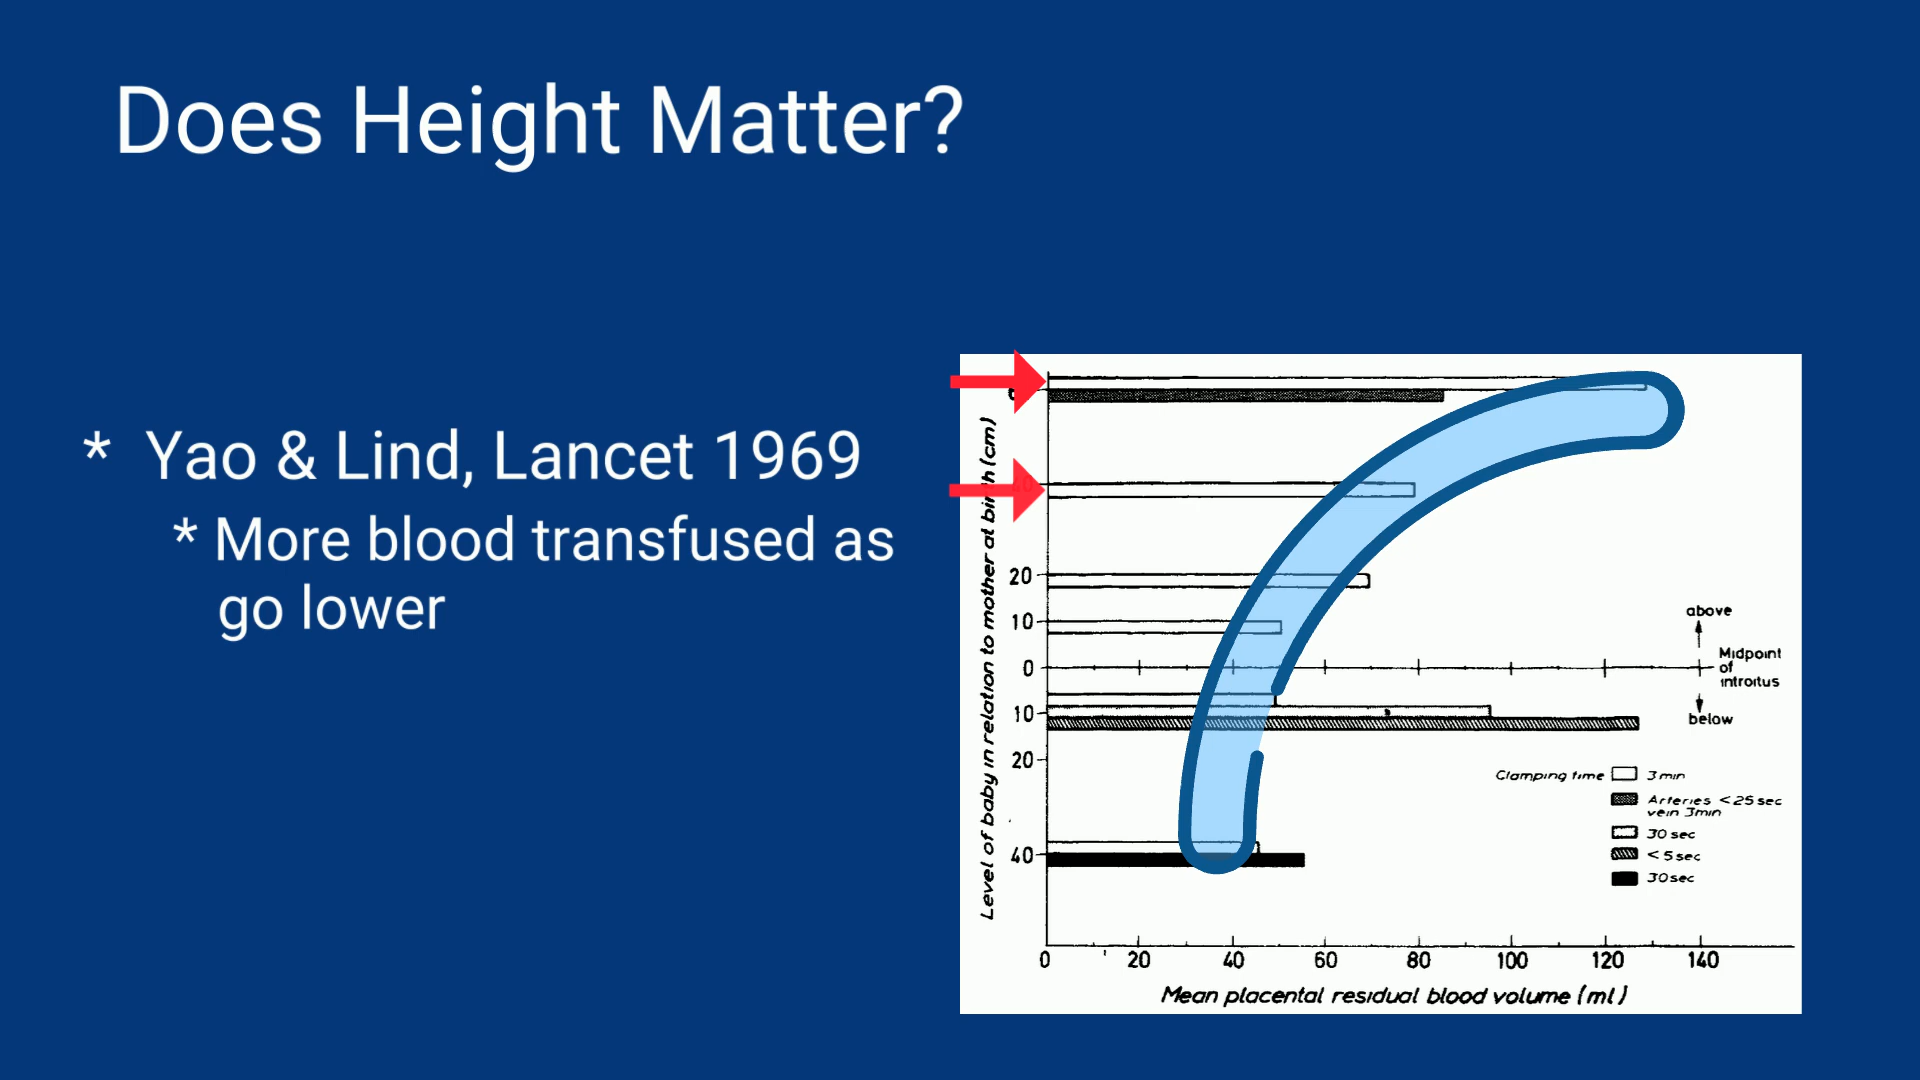 Does Height Matter?
* Yao & Lind, Lancet 1969
* More blood transfused as
go lower
Level of baby in relation to mother at birth (cm)
40
20
10
0
10
20
40
above
Midpoint
of
introitus
below
Clamping time
3 min
Arteries <25 sec
vein 3min
30 sec
<5 sec
30 sec
0 20 40 60 80 100 120 140
Mean placental residual blood volume (ml)